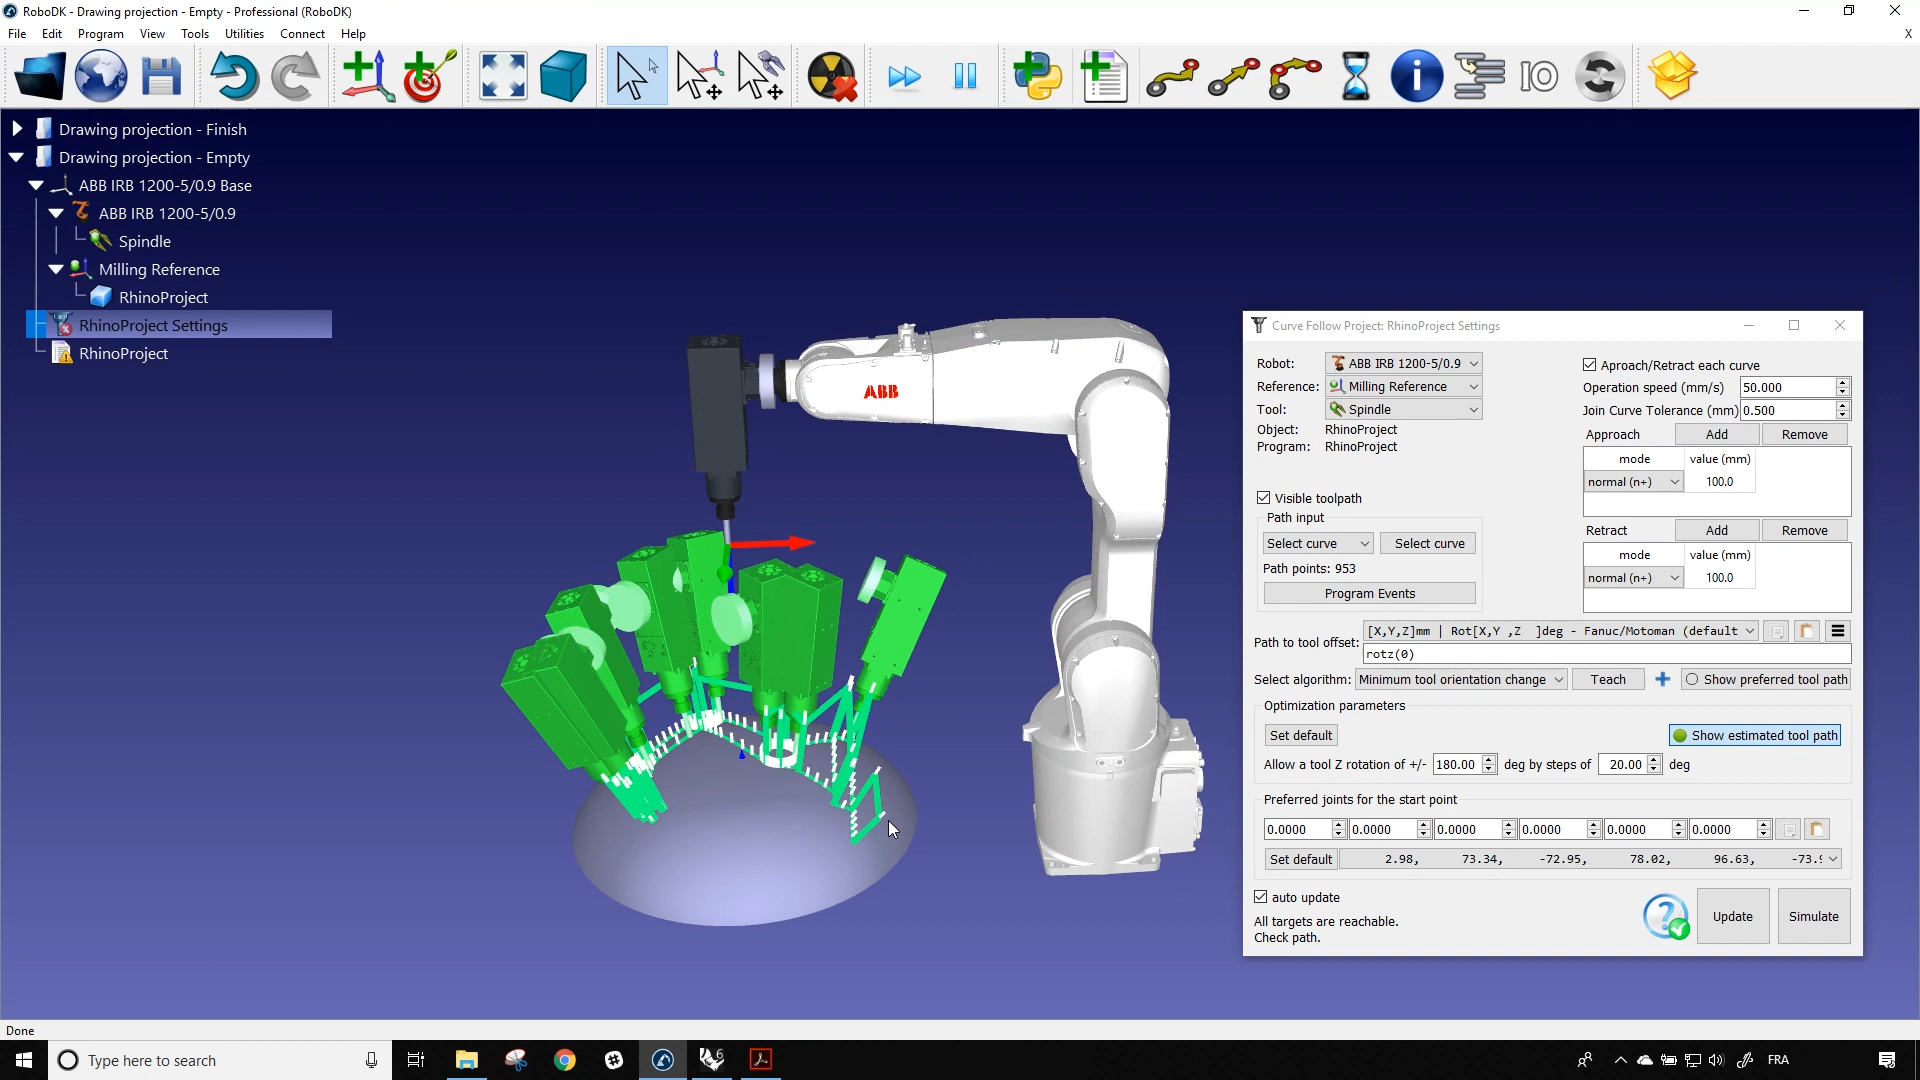 RoboDK - Drawing projection - Empty - Professional (RoboDK)
File Edit Program View Tools Utilities Connect Help X
IO
Drawing projection - Finish
Drawing projection - Empty
ABB IRB 1200-5/0.9 Base
ABB IRB 1200-5/0.9
Spindle
Milling Reference
RhinoProject
RhinoProject Settings
RhinoProject
ABB
Curve Follow Project: RhinoProject Settings
Robot: ABB IRB 1200-5/0.9
Reference: Milling Reference
Tool: Spindle
Object: RhinoProject
Program: RhinoProject
Visible toolpath
Path input
Select curve Select curve
Path points: 953
Program Events
Aproach/Retract each curve
Operation speed (mm/s) 50.000
Join Curve Tolerance (mm) 0.500
Approach Add Remove
mode value (mm)
normal (n+) 100.0
Retract Add Remove
mode value (mm)
normal (n+) 100.0
Path to tool offset: [X,Y,Z]mm | Rot[X,Y ,Z ]deg - Fanuc/Motoman (default
rotz(0)
Select algorithm: Minimum tool orientation change Teach Show preferred tool path
Optimization parameters
Set default Show estimated tool path
Allow a tool Z rotation of +/- 180.00 deg by steps of 20.00 deg
Preferred joints for the start point
0.0000 0.0000 0.0000 0.0000 0.0000 0.0000
Set default 2.98, 73.34, -72.95, 78.02, 96.63,
auto update
All targets are reachable.
Check path.
Update Simulate
Done
Type here to search
6
FRA